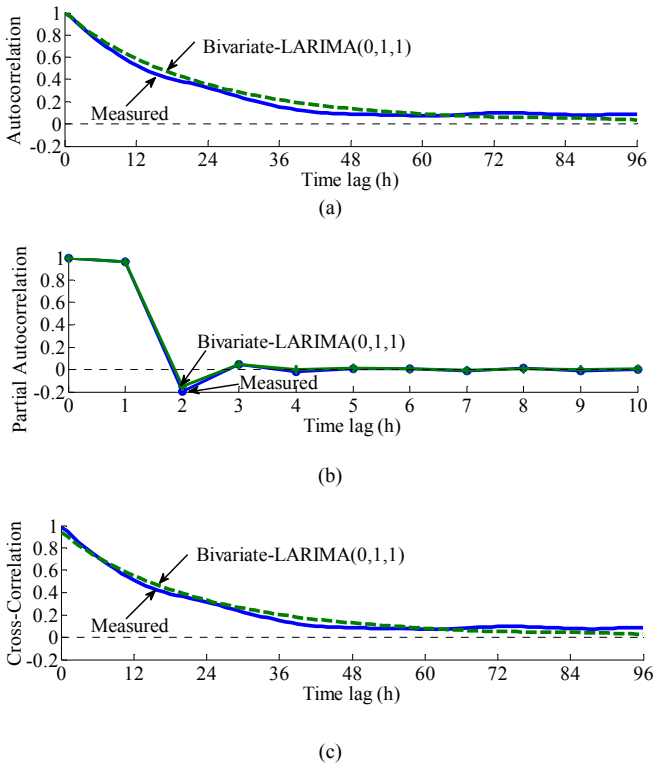 Autocorrelation
1
0.8
0.6
0.4
0.2
0
-0.2
Bivariate-LARIMA(0,1,1)
Measured
0 12 24 36 48 60 72 84 96
Time lag (h)
(a)
Partial Autocorrelation
1
0.8
0.6
0.4
0.2
0
-0.2
Bivariate-LARIMA(0,1,1)
Measured
0 1 2 3 4 5 6 7 8 9 10
Time lag (h)
(b)
Cross-Correlation
1
0.8
0.6
0.4
0.2
0
-0.2
Bivariate-LARIMA(0,1,1)
Measured
0 12 24 36 48 60 72 84 96
Time lag (h)
(c)